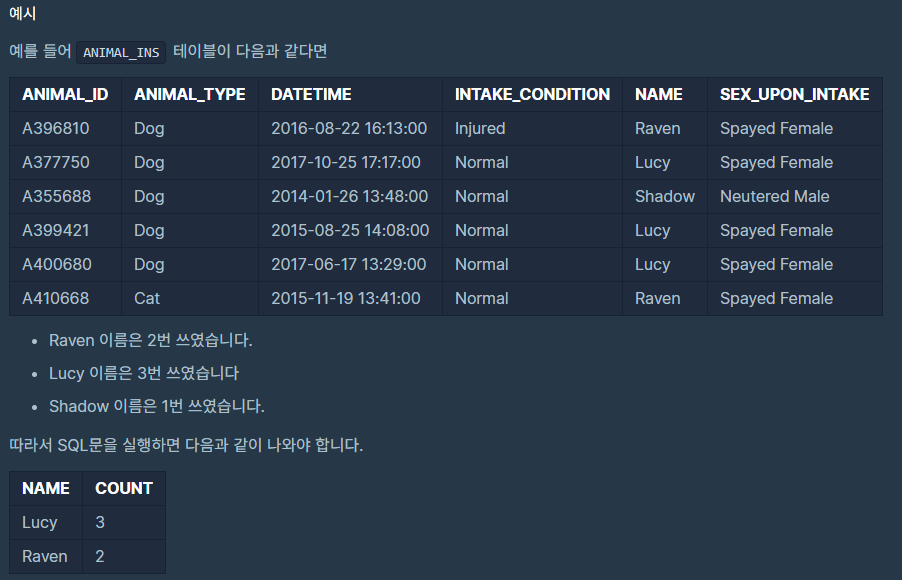 예시
예를 들어 ANIMAL_INS 테이블이 다음과 같다면
ANIMAL_ID ANIMAL_TYPE DATETIME INTAKE_CONDITION NAME SEX_UPON_INTAKE
A396810 Dog 2016-08-22 16:13:00 Injured Raven Spayed Female
A377750 Dog 2017-10-25 17:17:00 Normal Lucy Spayed Female
A355688 Dog 2014-01-26 13:48:00 Normal Shadow Neutered Male
A399421 Dog 2015-08-25 14:08:00 Normal Lucy Spayed Female
A400680 Dog 2017-06-17 13:29:00 Normal Lucy Spayed Female
A410668 Cat 2015-11-19 13:41:00 Normal Raven Spayed Female
• Raven 이름은 2번 쓰였습니다.
• Lucy 이름은 3번 쓰였습니다
• Shadow 이름은 1번 쓰였습니다.
따라서 SQL문을 실행하면 다음과 같이 나와야 합니다.
NAME COUNT
Lucy 3
Raven 2